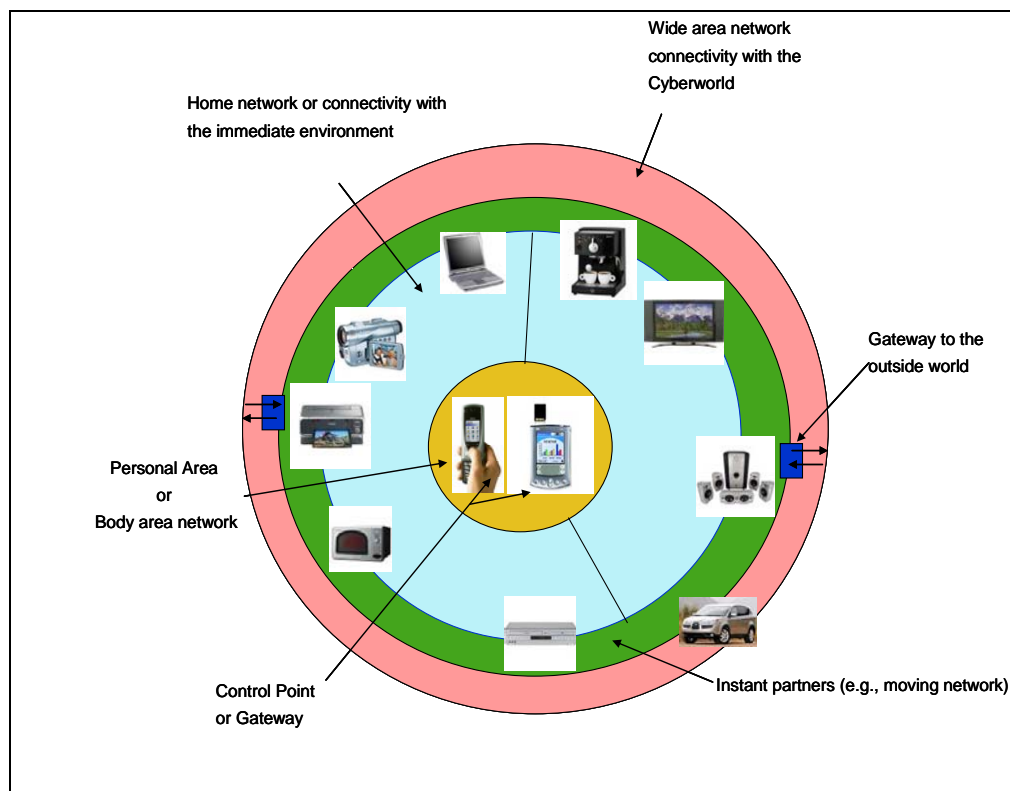 Wide area network
connectivity with the
Cyberworld
Home network or connectivity with
the immediate environment
Gateway to the
outside world
Personal Area
or
Body area network
Control Point
or Gateway
Instant partners (e.g., moving network)